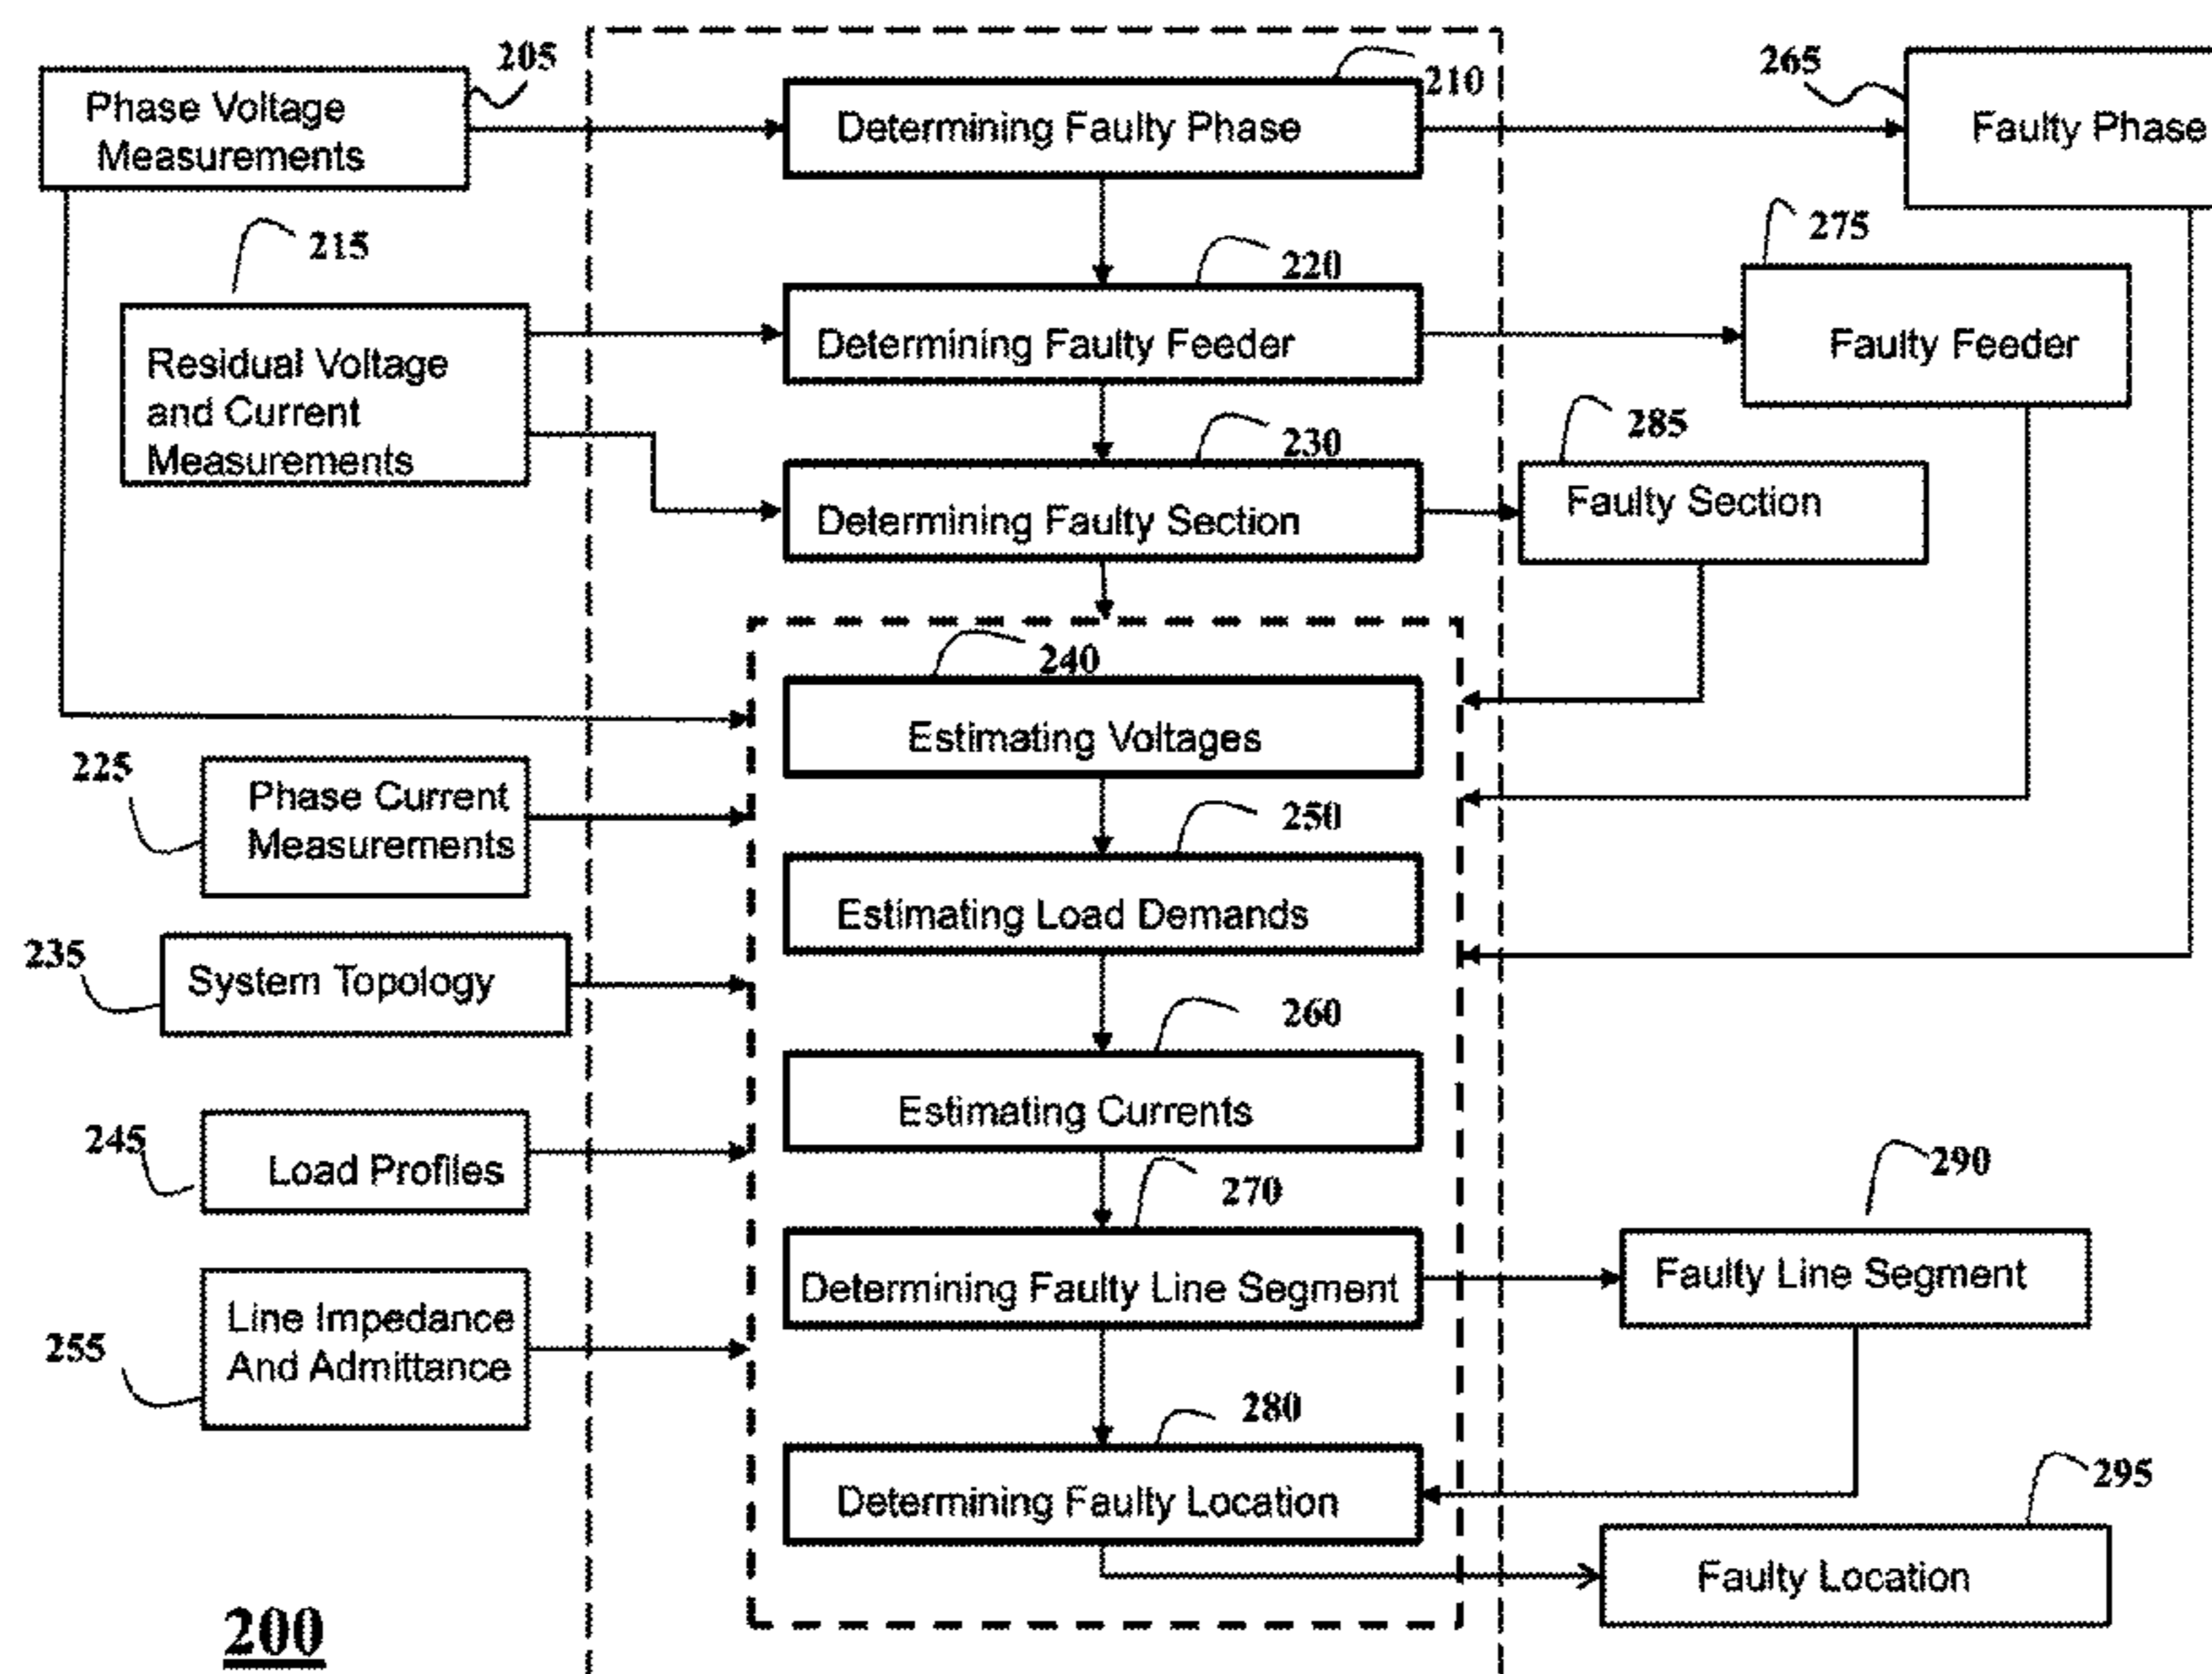 205
Phase Voltage
Measurements
210
Determining Faulty Phase
265
Faulty Phase
215
Residual Voltage
and Current
Measurements
220
Determining Faulty Feeder
275
Faulty Feeder
230
Determining Faulty Section
285
Faulty Section
240
Estimating Voltages
225
Phase Current
Measurements
250
Estimating Load Demands
235
System Topology
260
Estimating Currents
245
Load Profiles
270
Determining Faulty Line Segment
290
Faulty Line Segment
255
Line Impedance
And Admittance
280
Determining Faulty Location
295
Faulty Location
200